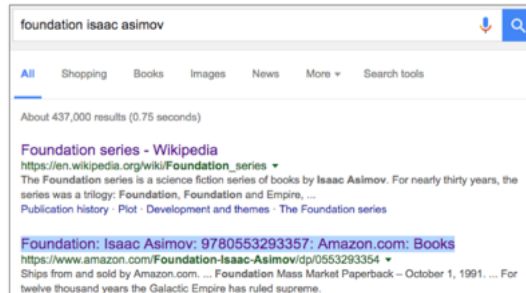 foundation isaac asimov
All Shopping Books Images News More ▾ Search tools
About 437,000 results (0.75 seconds)
Foundation series - Wikipedia
https://en.wikipedia.org/wiki/Foundation_series ▾
The Foundation series is a science fiction series of books by Isaac Asimov. For nearly thirty years, the
series was a trilogy: Foundation, Foundation and Empire, ...
Publication history · Plot · Development and themes · The Foundation series
Foundation: Isaac Asimov: 9780553293357: Amazon.com: Books
https://www.amazon.com/Foundation-Isaac-Asimov/dp/0553293354 ▾
Ships from and sold by Amazon.com. ... Foundation Mass Market Paperback – October 1, 1991. ... For
twelve thousand years the Galactic Empire has ruled supreme.